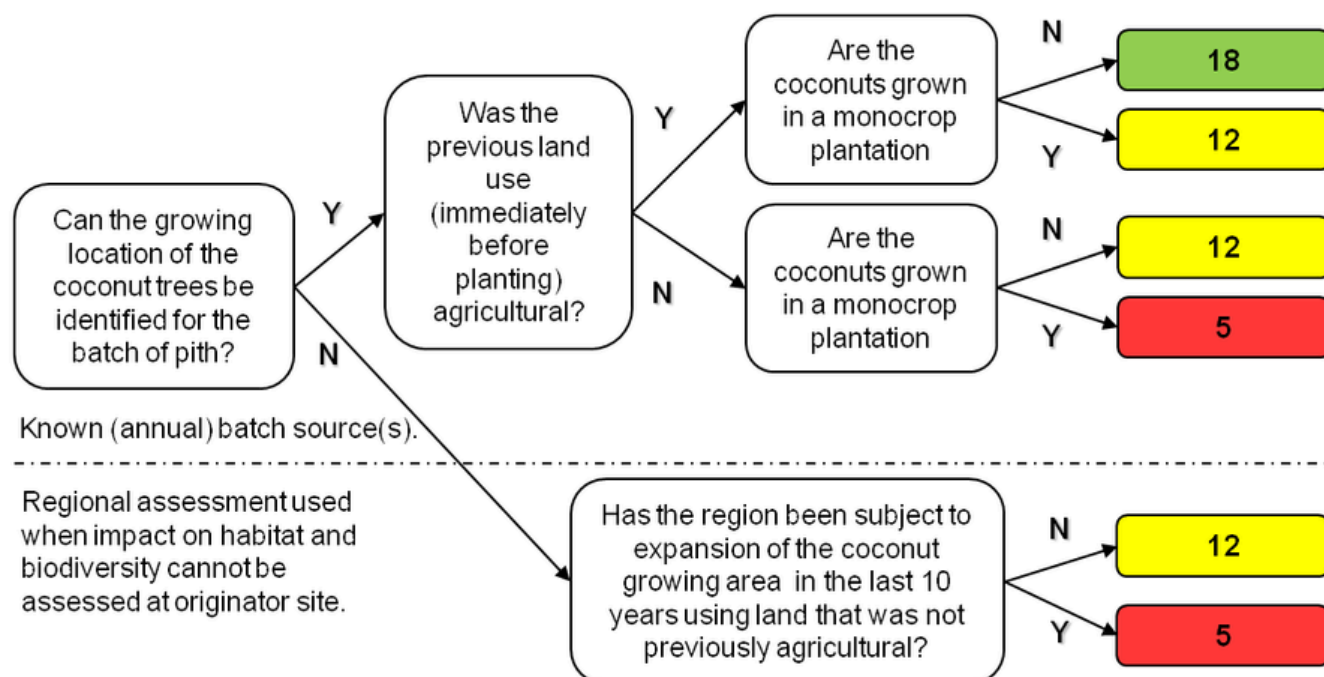 Can the growing
location of the
coconut trees be
identified for the
batch of pith?
Y
N
Was the
previous land
use
(immediately
before
planting)
agricultural?
Y
N
Are the
coconuts grown
in a monocrop
plantation
N
18
Y
12
Are the
coconuts grown
in a monocrop
plantation
N
12
Y
5
Known (annual) batch source(s).
Regional assessment used
when impact on habitat and
biodiversity cannot be
assessed at originator site.
Has the region been subject to
expansion of the coconut
growing area in the last 10
years using land that was not
previously agricultural?
N
12
Y
5